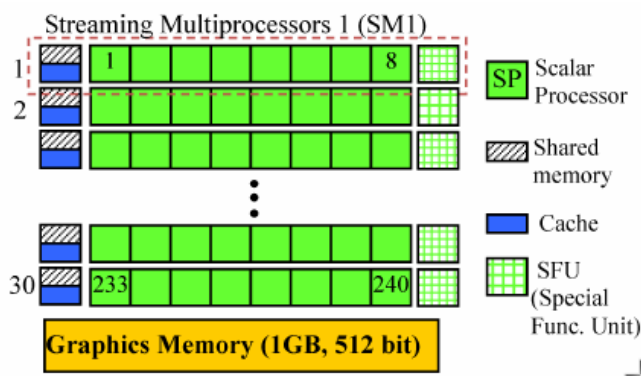 Streaming Multiprocessors 1 (SM1)
1
1
8
2
30
233
240
Graphics Memory (1GB, 512 bit)
SP
Scalar
Processor
Shared
memory
Cache
SFU
(Special
Func. Unit)